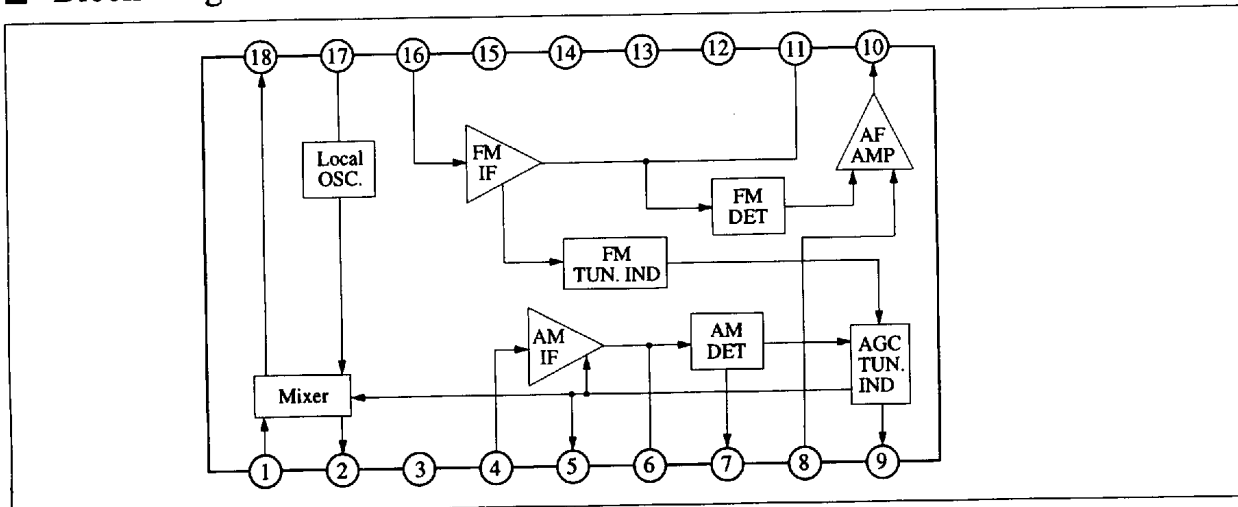 18 17 16 15 14 13 12 11 10
Local
OSC.
FM
IF
AF
AMP
FM
DET
FM
TUN. IND
AM
IF
AM
DET
AGC
TUN.
IND
Mixer
1 2 3 4 5 6 7 8 9